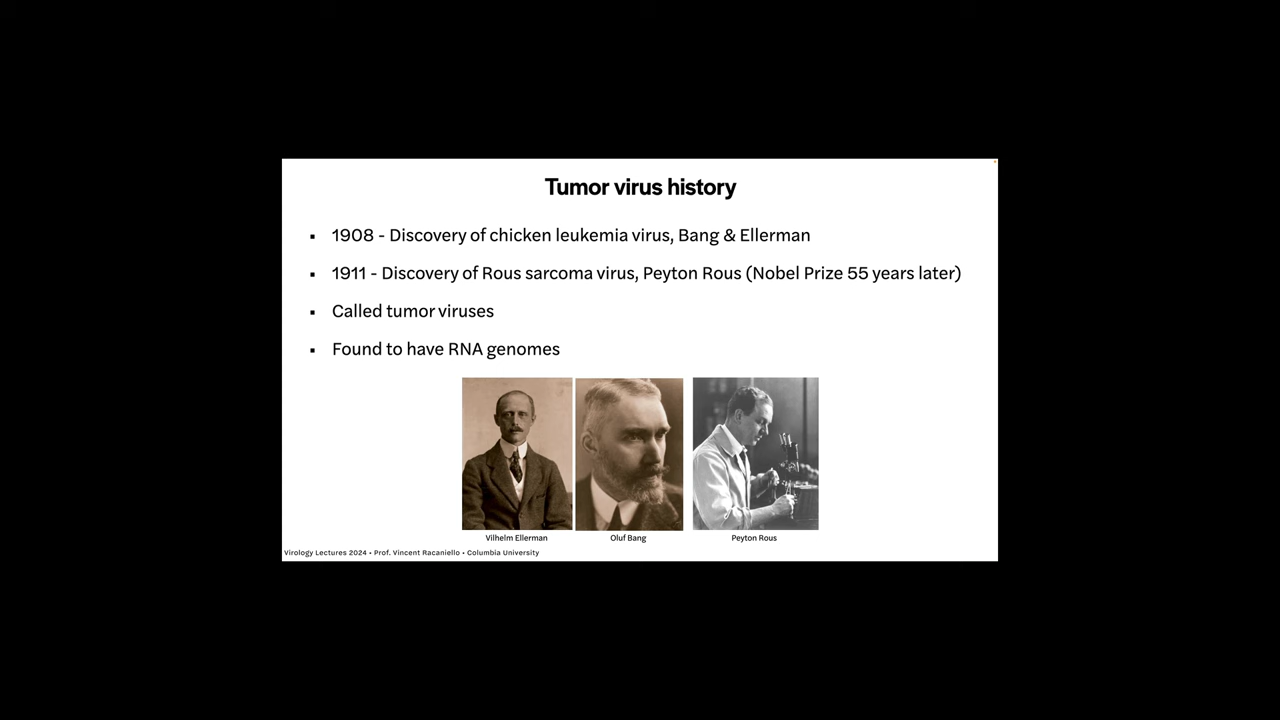 Tumor virus history
▪ 1908 - Discovery of chicken leukemia virus, Bang & Ellerman
▪ 1911 - Discovery of Rous sarcoma virus, Peyton Rous (Nobel Prize 55 years later)
▪ Called tumor viruses
▪ Found to have RNA genomes
Vilhelm Ellerman
Oluf Bang
Peyton Rous
Virology Lectures 2024 • Prof. Vincent Racaniello • Columbia University